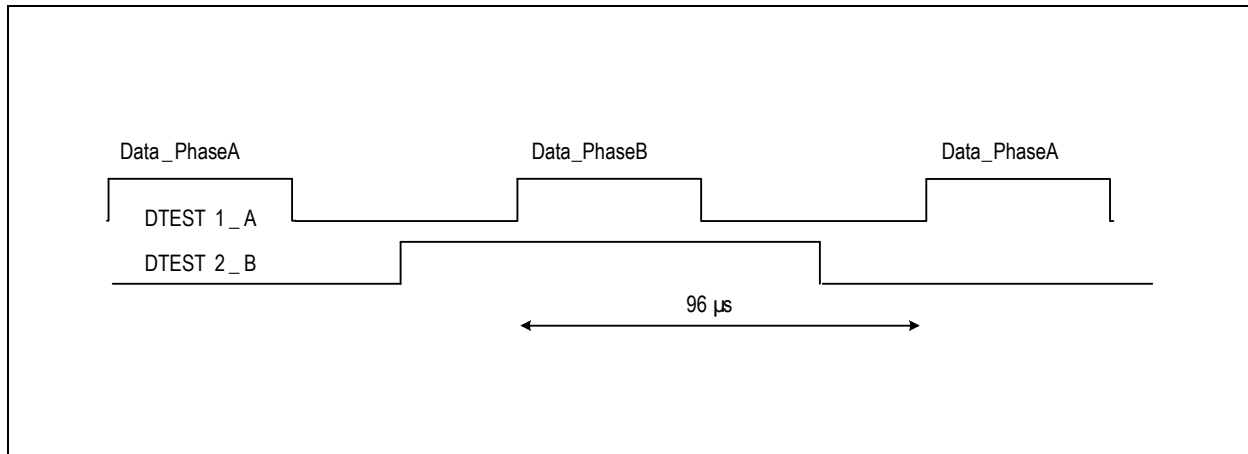 Data_PhaseA
Data_PhaseB
Data_PhaseA
DTEST 1_A
DTEST 2_B
96 µs